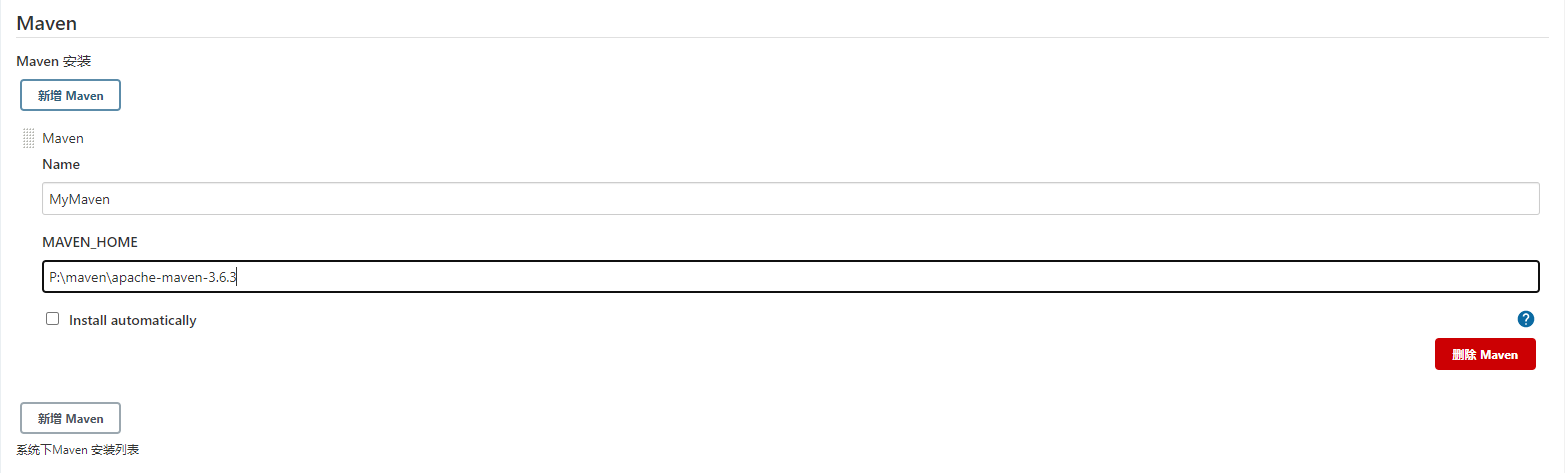 Maven
Maven 安装
新增 Maven
Maven
Name
MyMaven
MAVEN_HOME
P:\maven\apache-maven-3.6.3
Install automatically
?
删除 Maven
新增 Maven
系统下Maven 安装列表